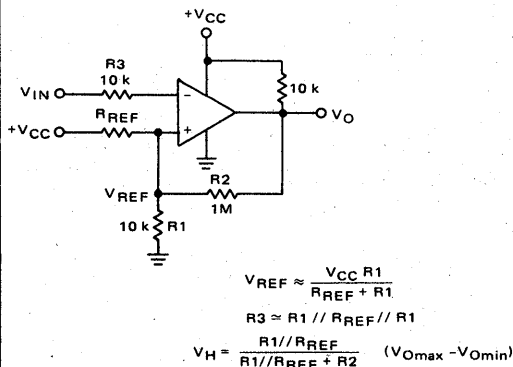 +VCC
R3
10 k
VIN
10 k
VO
RREF
+VCC
-
+
VREF
R2
1M
10 k R1
VREF ≈ VCC R1 / RREF + R1
R3 ≃ R1 // RREF // R1
VH = R1//RREF / R1//RREF + R2 (VOmax -VOmin)